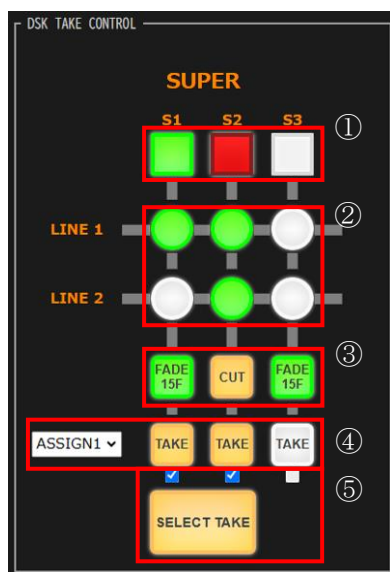 DSK TAKE CONTROL
SUPER
S1 S2 S3 ①
LINE 1 ②
LINE 2
FADE 15F CUT FADE 15F ③
ASSIGN1 TAKE TAKE TAKE ④
⑤
SELECT TAKE